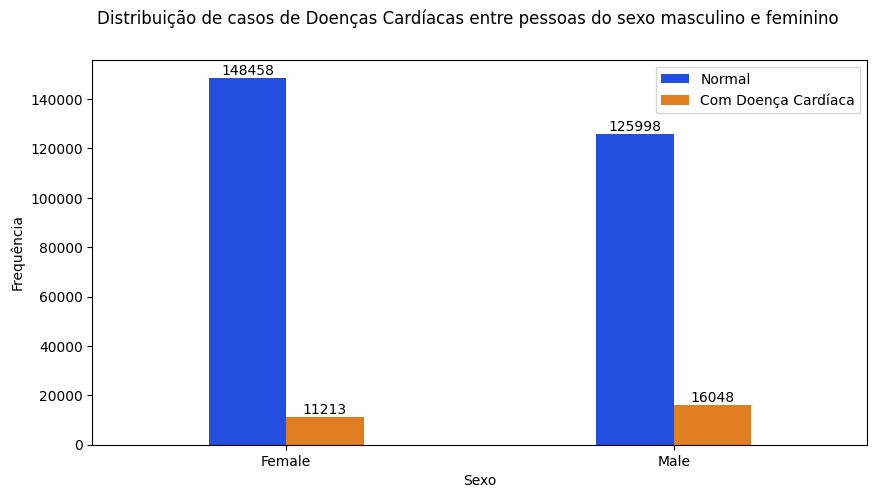 Distribuição de casos de Doenças Cardíacas entre pessoas do sexo masculino e feminino
148458
Normal
Com Doença Cardíaca
140000
125998
120000
100000
80000
60000
40000
20000
0
11213
16048
Frequência
Female
Male
Sexo